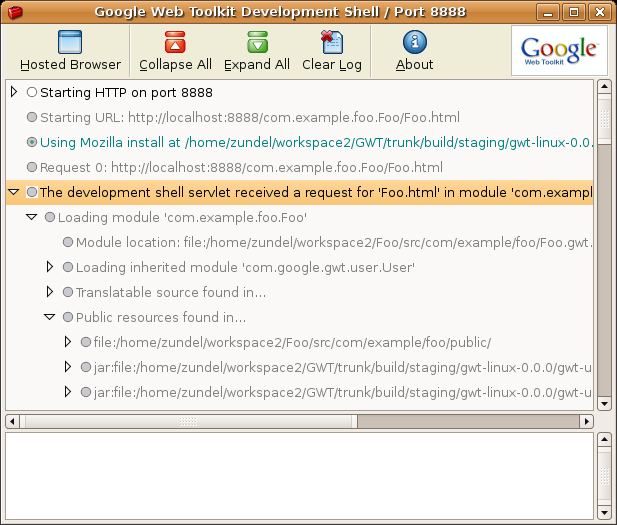 Google Web Toolkit Development Shell / Port 8888
Hosted Browser
Collapse All
Expand All
Clear Log
About
Google
Web Toolkit
Starting HTTP on port 8888
Starting URL: http://localhost:8888/com.example.foo.Foo/Foo.html
Using Mozilla install at /home/zundel/workspace2/GWT/trunk/build/staging/gwt-linux-0.0.
Request 0: http://localhost:8888/com.example.foo.Foo/Foo.html
The development shell servlet received a request for 'Foo.html' in module 'com.exampl
Loading module 'com.example.foo.Foo'
Module location: file:/home/zundel/workspace2/Foo/src/com/example/foo/Foo.gwt.
Loading inherited module 'com.google.gwt.user.User'
Translatable source found in...
Public resources found in...
file:/home/zundel/workspace2/Foo/src/com/example/foo/public/
jar:file:/home/zundel/workspace2/GWT/trunk/build/staging/gwt-linux-0.0.0/gwt-u
jar:file:/home/zundel/workspace2/GWT/trunk/build/staging/gwt-linux-0.0.0/gwt-u